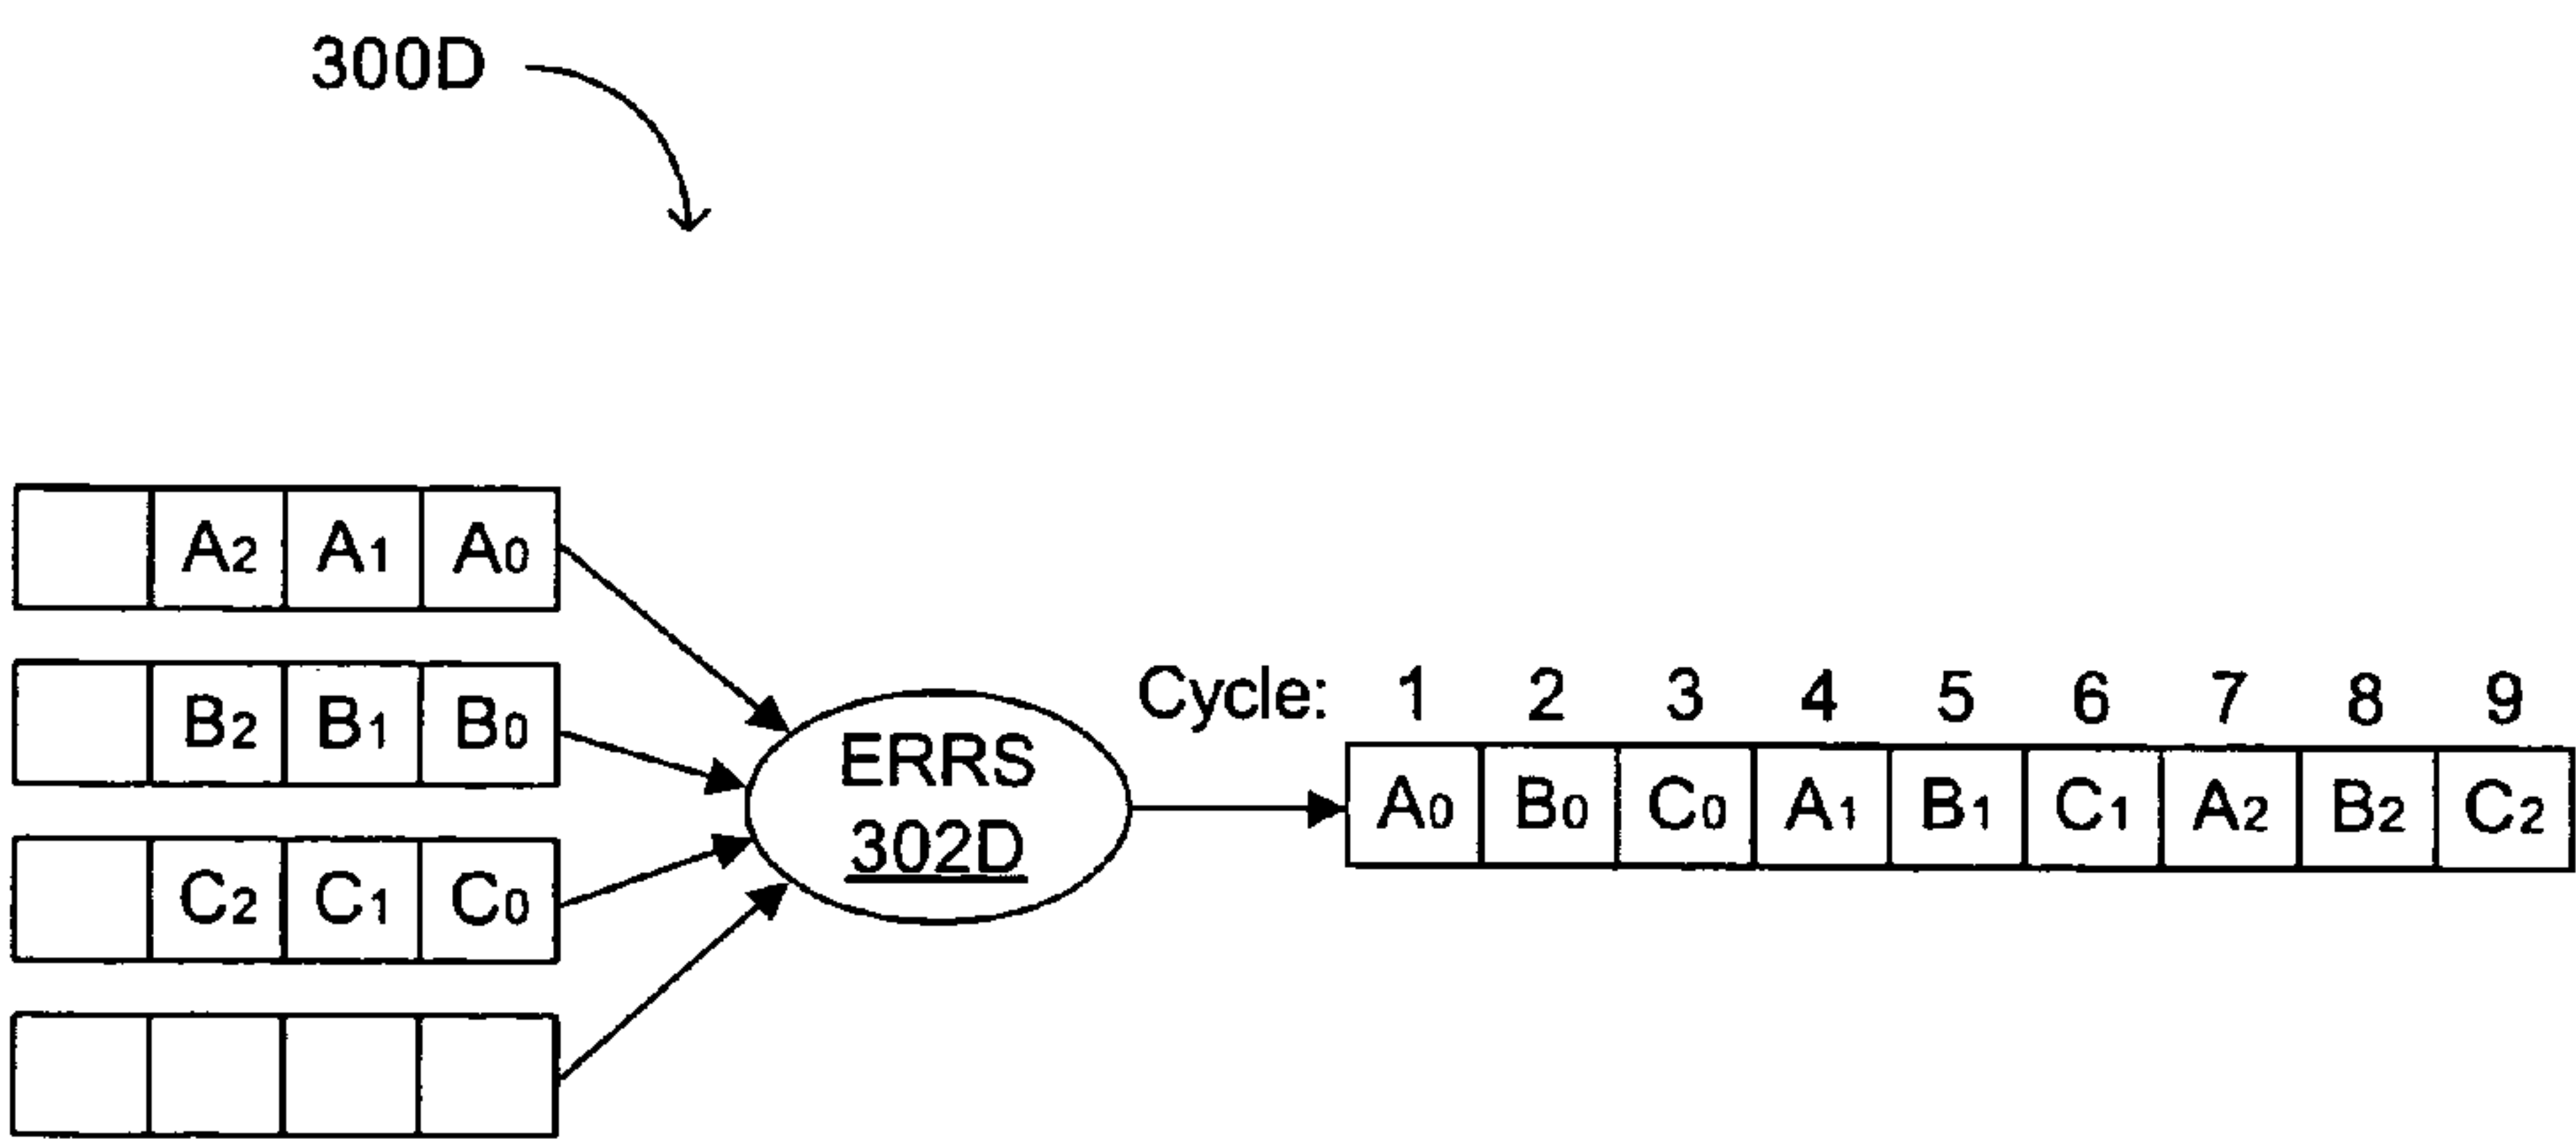 300D
A2 A1 A0
B2 B1 B0
C2 C1 C0
ERRS
302D
Cycle: 1 2 3 4 5 6 7 8 9
A0 B0 C0 A1 B1 C1 A2 B2 C2